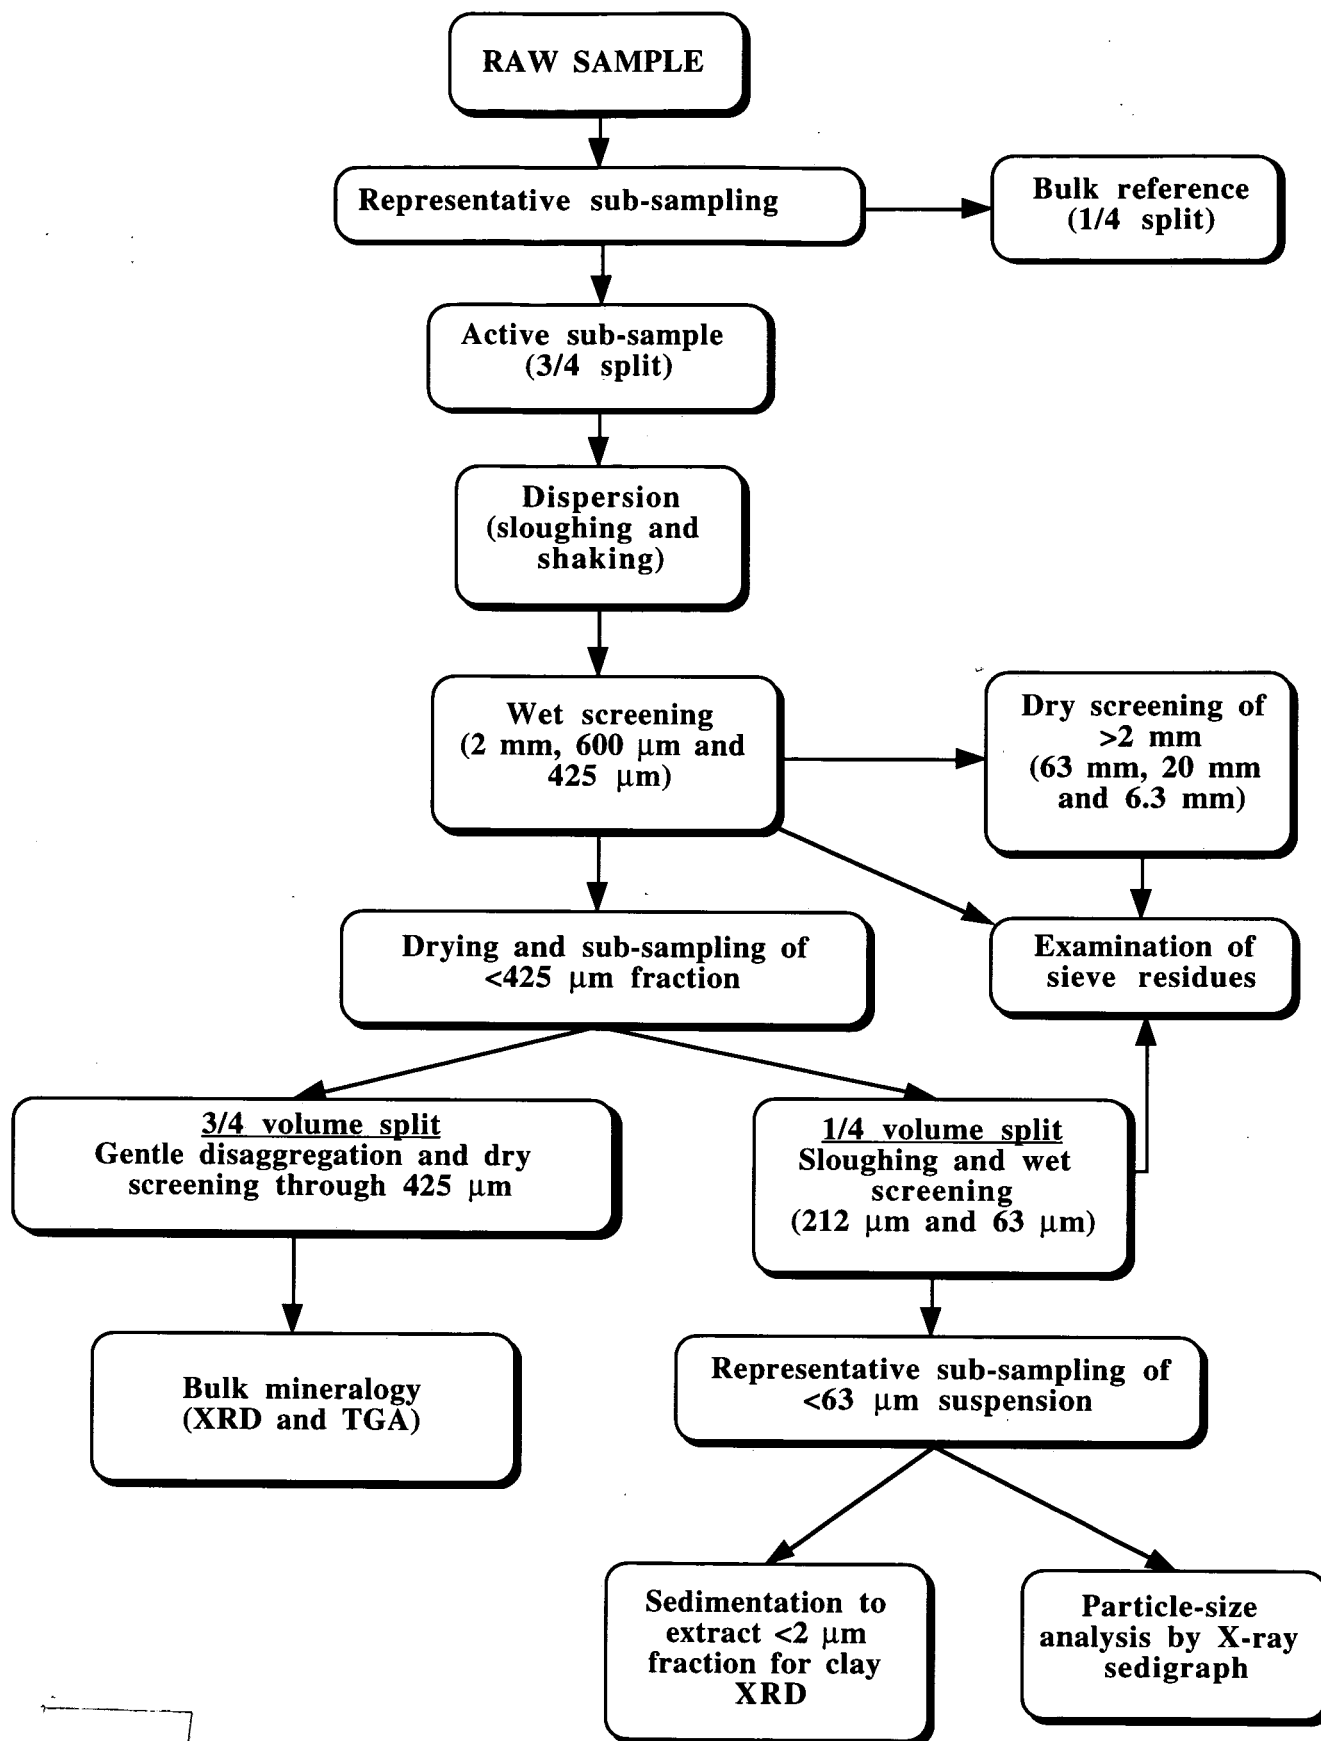 RAW SAMPLE
Representative sub-sampling
Bulk reference
(1/4 split)
Active sub-sample
(3/4 split)
Dispersion
(sloughing and
shaking)
Wet screening
(2 mm, 600 µm and
425 µm)
Dry screening of
>2 mm
(63 mm, 20 mm
and 6.3 mm)
Drying and sub-sampling of
<425 µm fraction
Examination of
sieve residues
3/4 volume split
Gentle disaggregation and dry
screening through 425 µm
1/4 volume split
Sloughing and wet
screening
(212 µm and 63 µm)
Bulk mineralogy
(XRD and TGA)
Representative sub-sampling of
<63 µm suspension
Sedimentation to
extract <2 µm
fraction for clay
XRD
Particle-size
analysis by X-ray
sedigraph